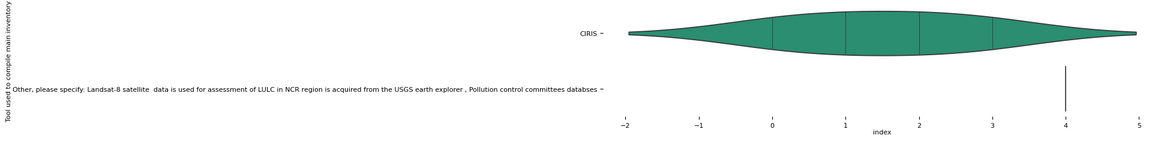 Tool used to compile main inventory
CIRIS
Other, please specify: Landsat-8 satellite  data is used for assessment of LULC in NCR region is acquired from the USGS earth explorer , Pollution control committees databses
−2 −1 0 1 2 3 4 5
index